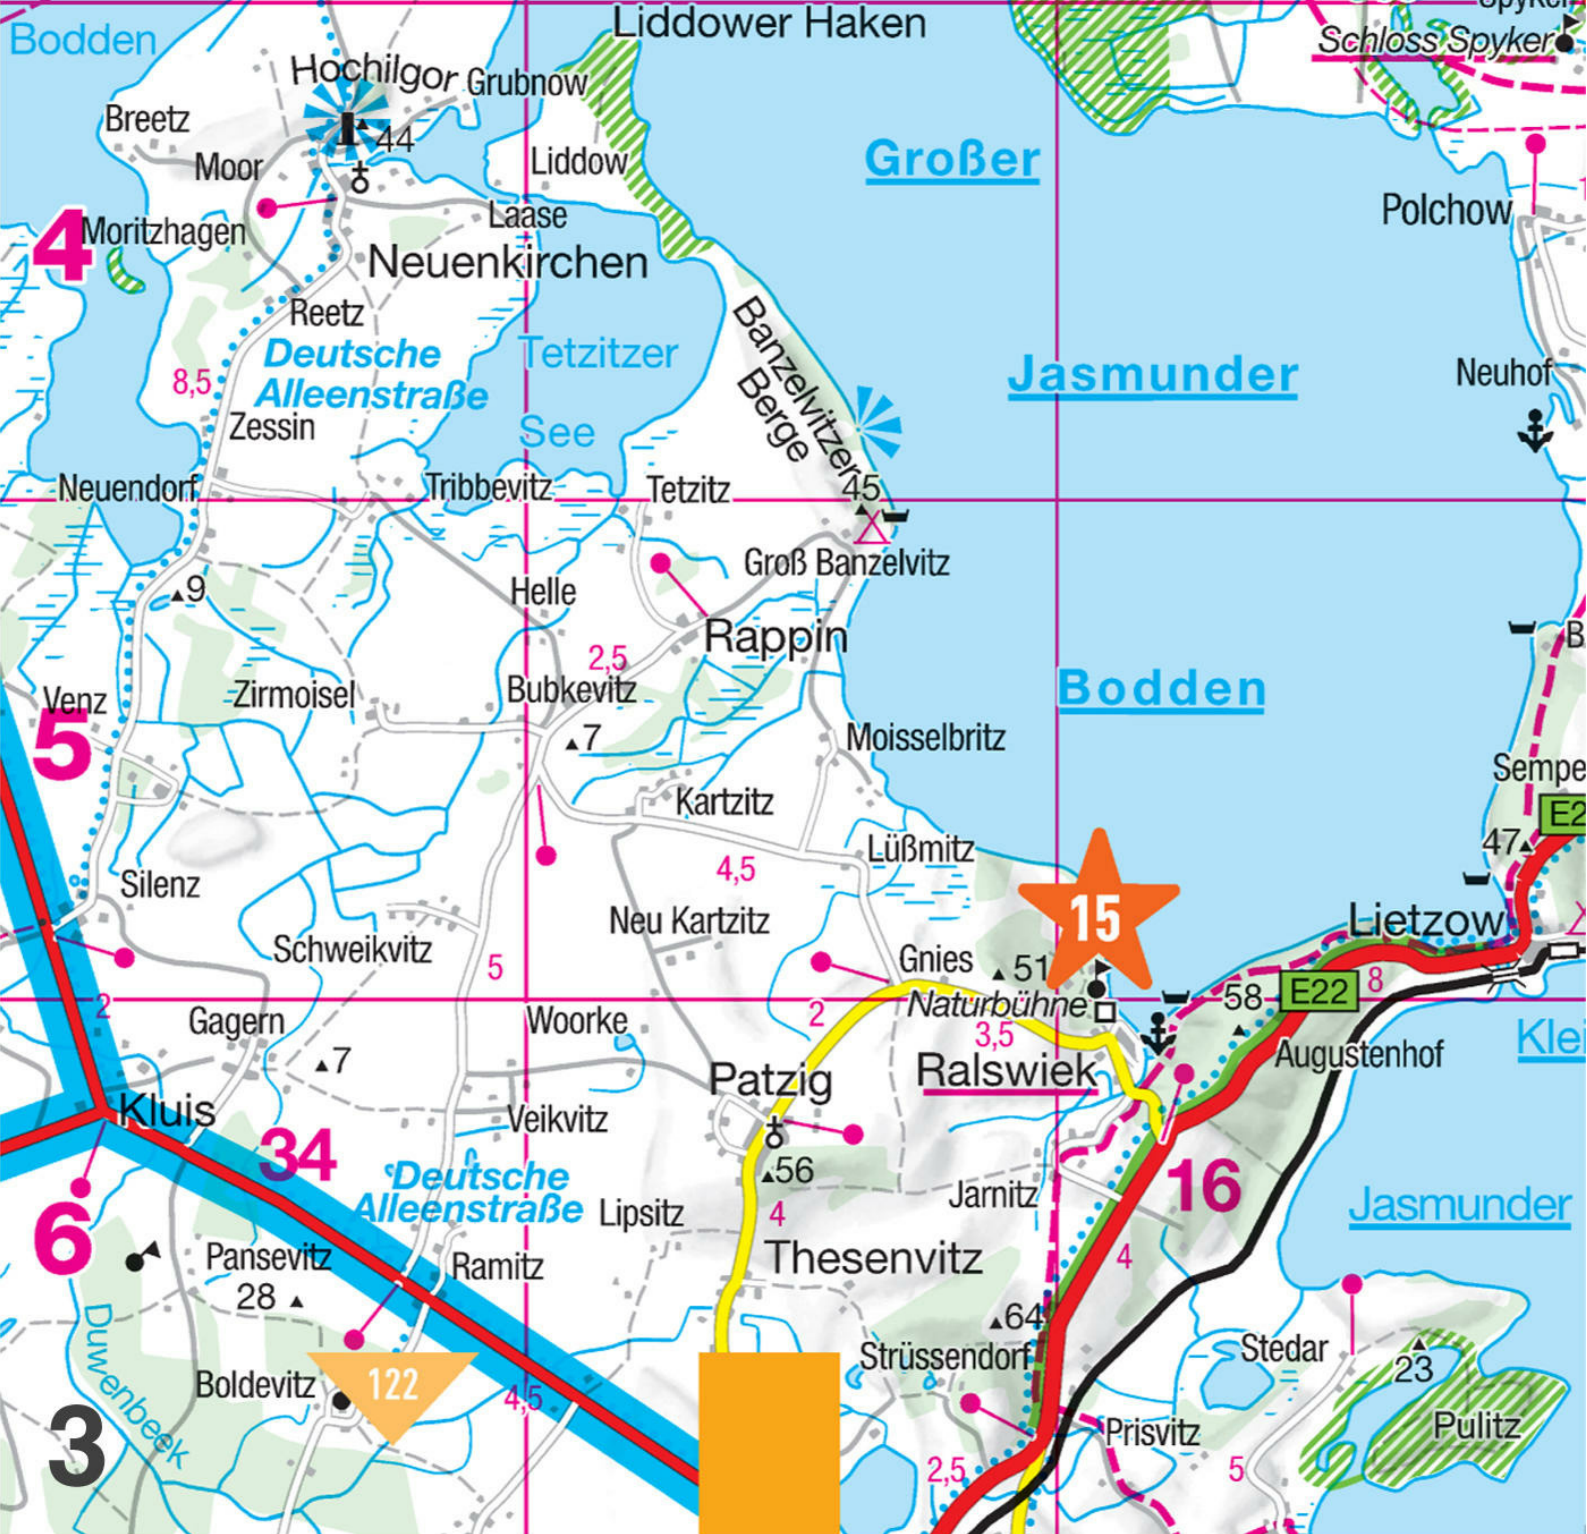 Liddower Haken
Spyker
Schloss Spyker
Bodden
Hochilgor
Grubnow
Breetz
44
Moor
Liddow
Großer
Laase
Polchow
4
Moritzhagen
Neuenkirchen
Reetz
Deutsche
Alleenstraße
Tetzitzer
See
Banzelvitzer
Berge
Jasmunder
Neuhof
8,5
Zessin
Neuendorf
Tribbevitz
Tetzitz
45
Groß Banzelvitz
9
Helle
Rappin
2,5
B
Bodden
Venz
Zirmoisel
Bubkevitz
7
Moisselbritz
5
Sempe
E2
Kartzitz
47
Lüßmitz
4,5
Silenz
15
Neu Kartzitz
Lietzow
Schweikvitz
5
Gnies
51
8
Naturbühne
58
E22
2
Gagern
Woorke
2
3,5
Klei
7
Patzig
Ralswiek
Augustenhof
Kluis
Veikvitz
34
Deutsche
Alleenstraße
56
Jarnitz
16
Jasmunder
Lipsitz
4
6
Pansevitz
Ramitz
Thesenvitz
4
28
64
Duwenbeek
Strüssendorf
Stedar
23
Boldevitz
122
4,5
Pulitz
3
Prisvitz
2,5
5